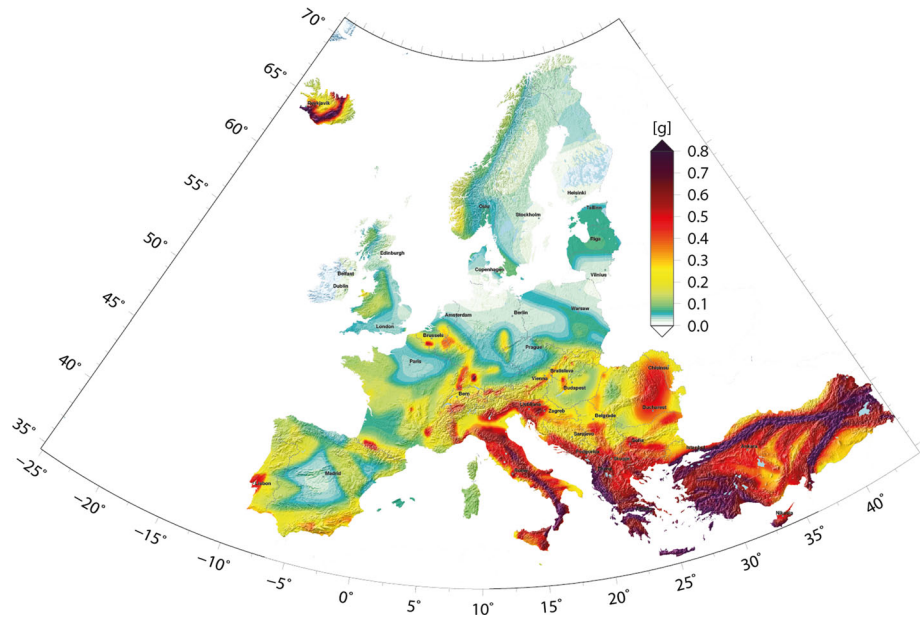 70°
65°
60°
55°
50°
45°
40°
35°
−25°
−20°
−15°
−10°
−5°
0°
5°
10°
15°
20°
25°
30°
35°
40°
[g]
0.8
0.7
0.6
0.5
0.4
0.3
0.2
0.1
0.0
Reykjavik
Oslo
Stockholm
Helsinki
Tallinn
Riga
Vilnius
Edinburgh
Belfast
Dublin
London
Copenhagen
Amsterdam
Berlin
Warsaw
Brussels
Prague
Paris
Bratislava
Vienna
Budapest
Chisinau
Bern
Zagreb
Belgrade
Bucharest
Sarajevo
Madrid
Lisbon